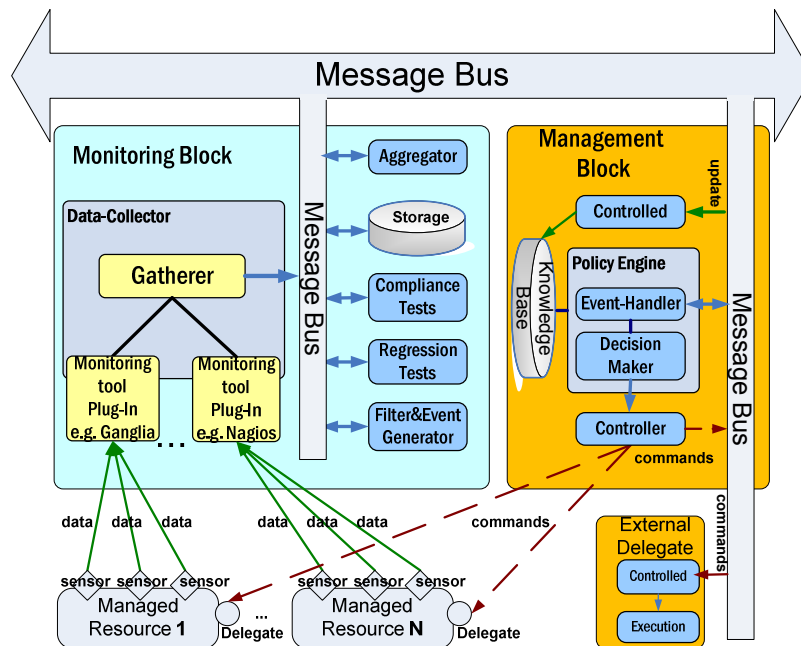 Message Bus
Monitoring Block
Data-Collector
Gatherer
Monitoring
tool
Plug-In
e.g. Ganglia
...
Monitoring
tool
Plug-In
e.g. Nagios
Message Bus
Aggregator
Storage
Compliance
Tests
Regression
Tests
Filter&Event
Generator
Management
Block
update
Controlled
Knowledge
Base
Policy Engine
Event-Handler
Decision
Maker
Controller
commands
Message Bus
data
data
data
data
data
data
commands
commands
sensor
sensor
sensor
Managed
Resource 1
Delegate
...
sensor
sensor
sensor
Managed
Resource N
Delegate
External
Delegate
Controlled
Execution